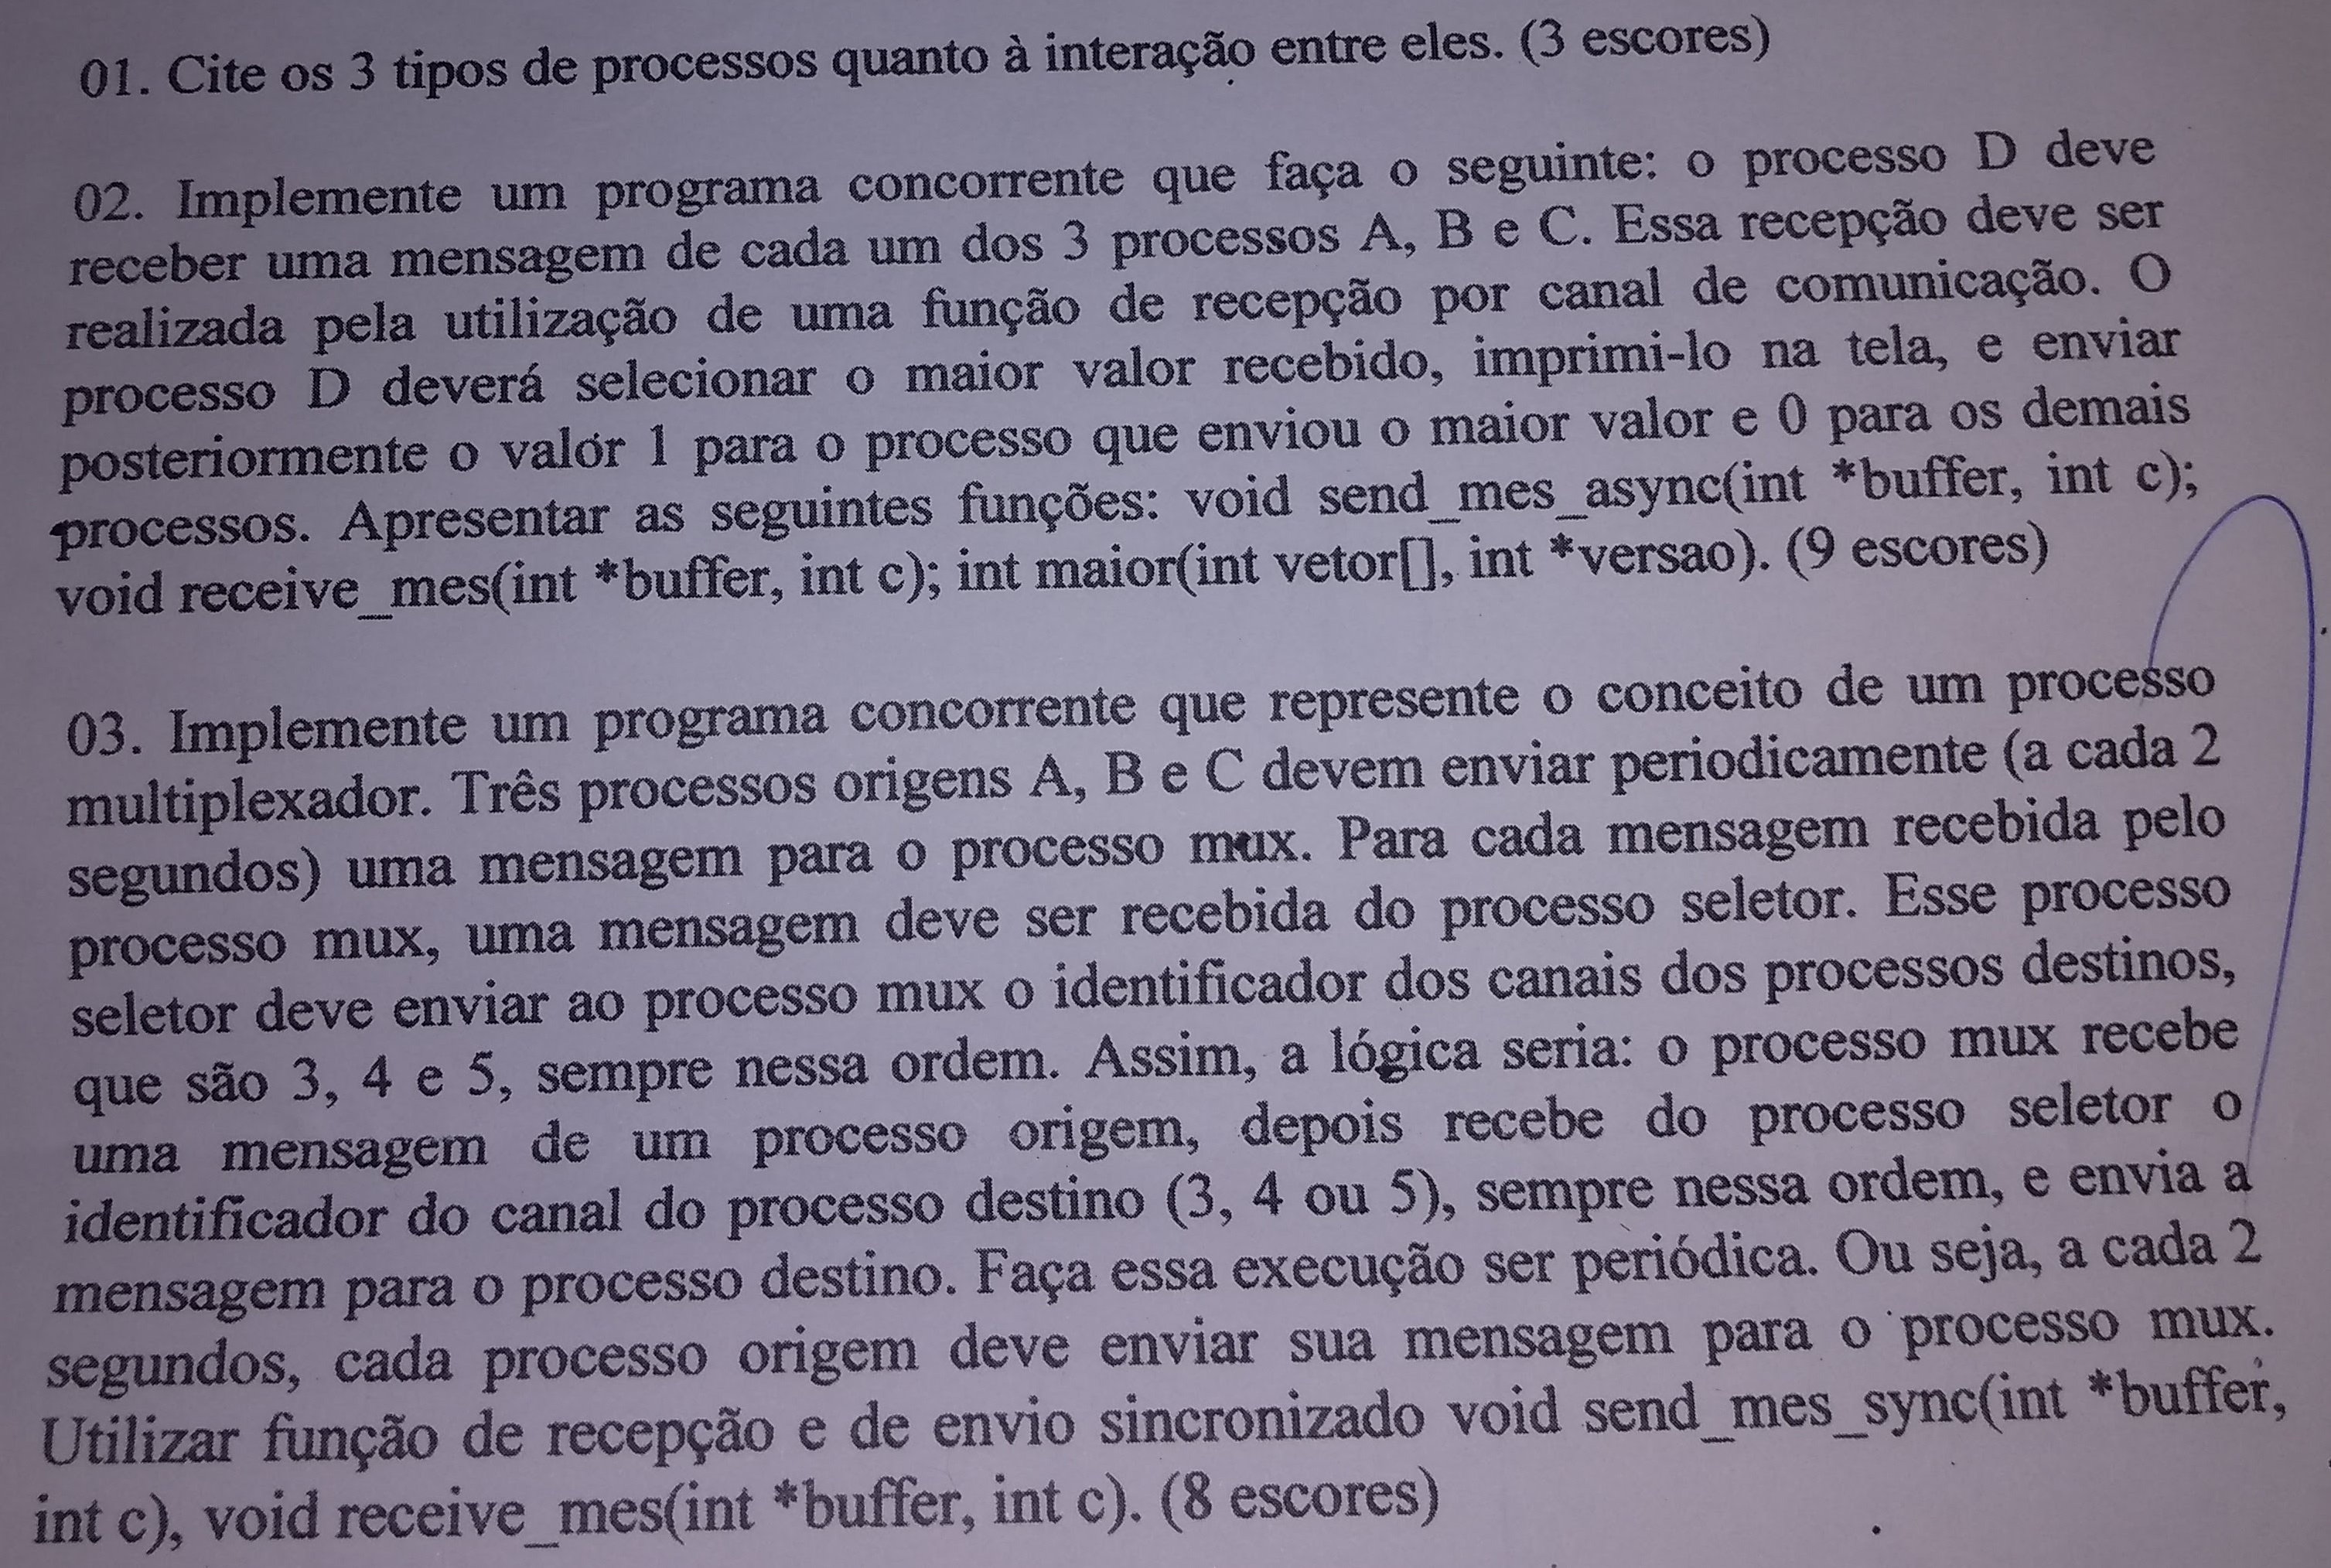 01. Cite os 3 tipos de processos quanto à interação entre eles. (3 escores)
02. Implemente um programa concorrente que faça o seguinte: o processo D deve
receber uma mensagem de cada um dos 3 processos A, B e C. Essa recepção deve ser
realizada pela utilização de uma função de recepção por canal de comunicação. O
processo D deverá selecionar o maior valor recebido, imprimi-lo na tela, e enviar
posteriormente o valor 1 para o processo que enviou o maior valor e 0 para os demais
processos. Apresentar as seguintes funções: void send_mes_async(int *buffer, int c);
void receive_mes(int *buffer, int c); int maior(int vetor[], int *versao). (9 escores)
03. Implemente um programa concorrente que represente o conceito de um processo
multiplexador. Três processos origens A, B e C devem enviar periodicamente (a cada 2
segundos) uma mensagem para o processo mux. Para cada mensagem recebida pelo
processo mux, uma mensagem deve ser recebida do processo seletor. Esse processo
seletor deve enviar ao processo mux o identificador dos canais dos processos destinos,
que são 3, 4 e 5, sempre nessa ordem. Assim, a lógica seria: o processo mux recebe
uma mensagem de um processo origem, depois recebe do processo seletor o
identificador do canal do processo destino (3, 4 ou 5), sempre nessa ordem, e envia a
mensagem para o processo destino. Faça essa execução ser periódica. Ou seja, a cada 2
segundos, cada processo origem deve enviar sua mensagem para o processo mux.
Utilizar função de recepção e de envio sincronizado void send_mes_sync(int *buffer,
int c), void receive_mes(int *buffer, int c). (8 escores)